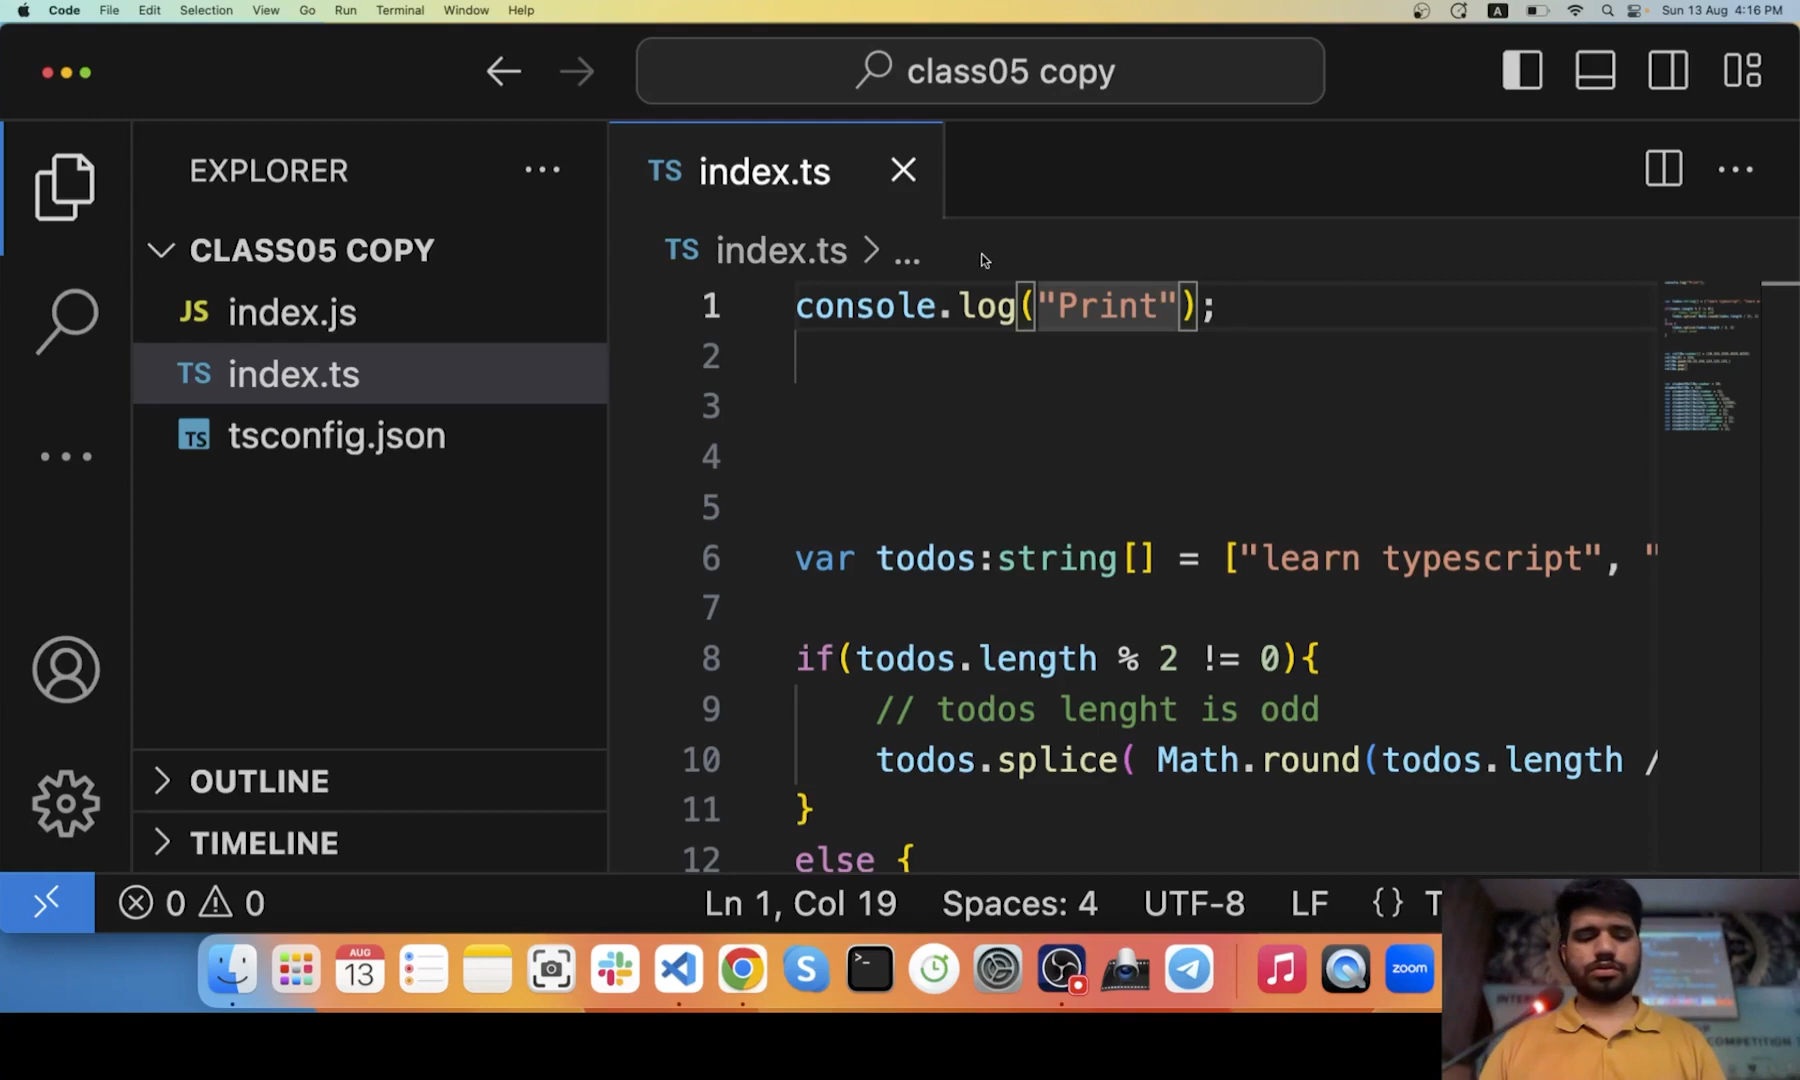 Code File Edit Selection View Go Run Terminal Window Help
A Sun 13 Aug 4:16 PM
class05 copy
EXPLORER
TS index.ts
CLASS05 COPY
TS index.ts > ...
JS index.js
TS index.ts
TS tsconfig.json
1 console.log("Print");
2
3
4
5
6 var todos:string[] = ["learn typescript", "
7
8 if(todos.length % 2 != 0){
9 // todos lenght is odd
10 todos.splice( Math.round(todos.length /
11 }
12 else {
OUTLINE
TIMELINE
0 0
Ln 1, Col 19 Spaces: 4 UTF-8 LF {} T
AUG
13
S
zoom
COMPETITION